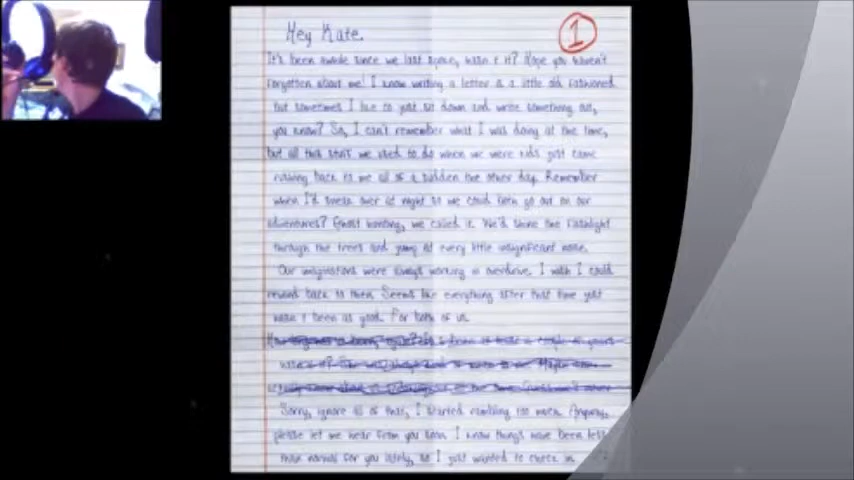 Hey Kate.
1
It's been awhile since we last spoke, wasn't it? Hope you haven't
forgotten about me! I know writing a letter is a little old fashioned
but sometimes I like to just sit down and write something out,
you know? So, I can't remember what I was doing at the time,
but all this stuff we used to do when we were kids just came
rushing back to me all of a sudden the other day. Remember
when I'd sneak over at night so we could both go out on our
adventures? Ghost hunting, we called it. We'd shine the flashlight
through the trees and jump at every little insignificant noise.
Our imaginations were always working in overdrive. I wish I could
rewind back to then. Seems like everything after that time just
hasn't been as good. For both of us.
Sorry, ignore all of that, I started rambling too much. Anyway,
please let me hear from you soon. I know things have been less
than normal for you lately, so I just wanted to check in.